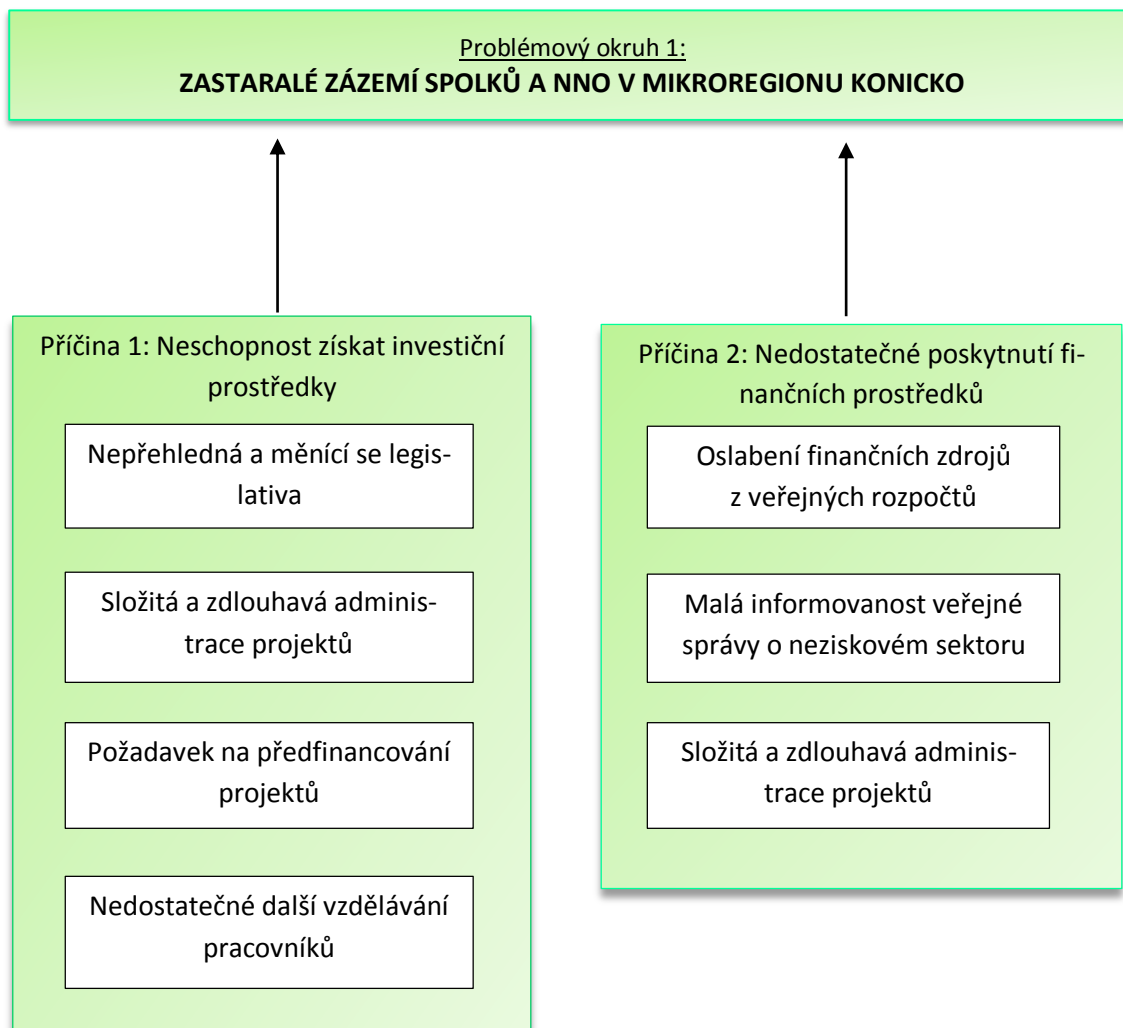 Problémový okruh 1:
ZASTARALÉ ZÁZEMÍ SPOLKŮ A NNO V MIKROREGIONU KONICKO
Příčina 1: Neschopnost získat investiční
prostředky
Nepřehledná a měnící se legis-
lativa
Složitá a zdlouhavá adminis-
trace projektů
Požadavek na předfinancování
projektů
Nedostatečné další vzdělávání
pracovníků
Příčina 2: Nedostatečné poskytnutí fi-
nančních prostředků
Oslabení finančních zdrojů
z veřejných rozpočtů
Malá informovanost veřejné
správy o neziskovém sektoru
Složitá a zdlouhavá adminis-
trace projektů